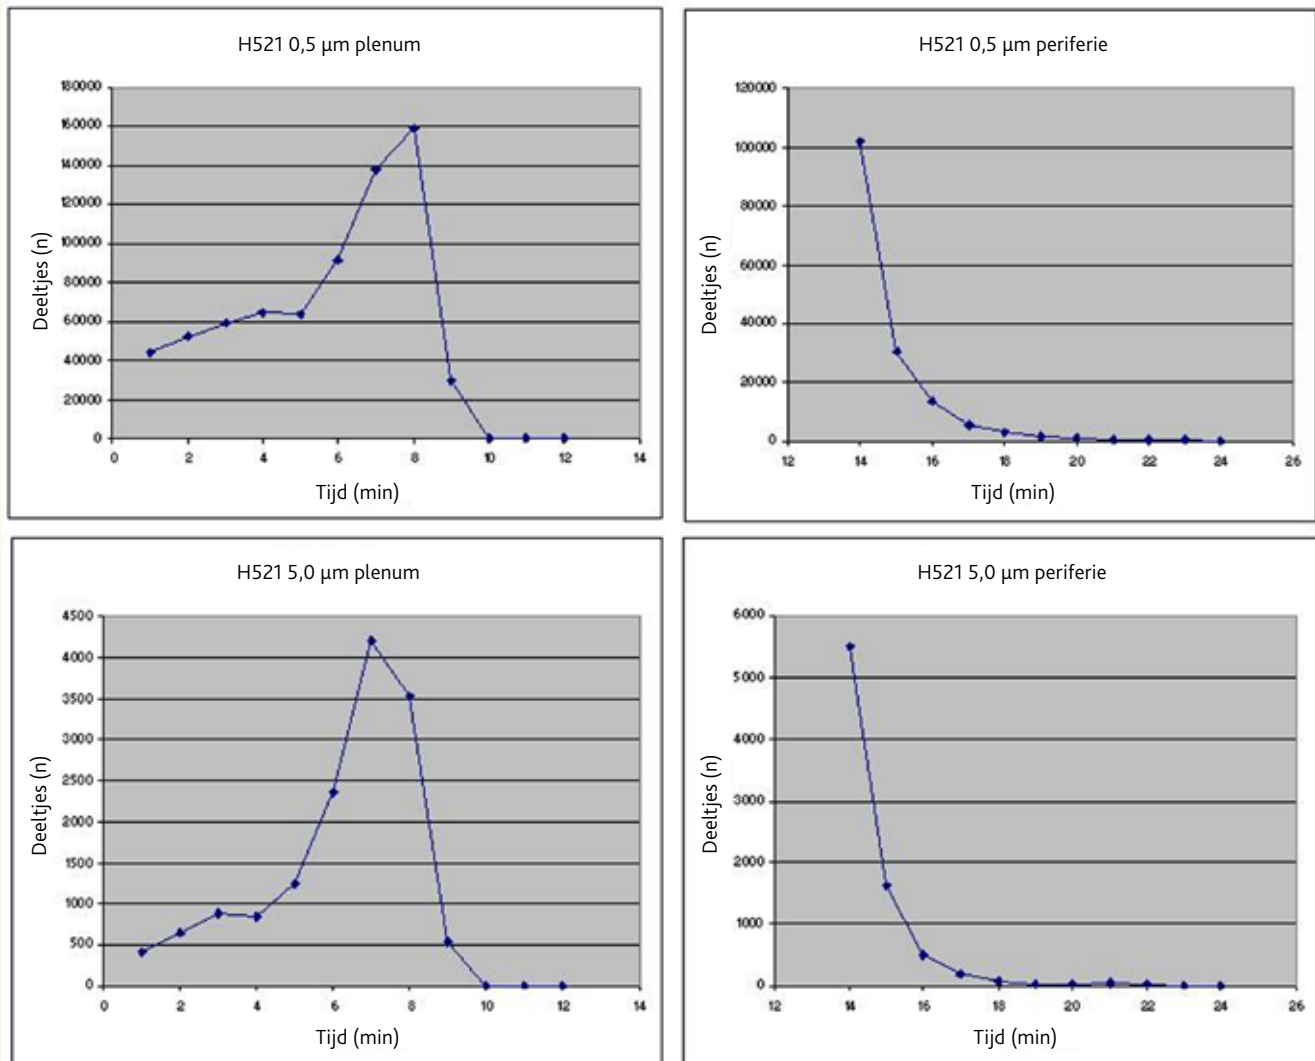 H521 0,5 µm plenum
180000
160000
140000
120000
100000
80000
60000
40000
20000
0
0 2 4 6 8 10 12 14
Deeltjes (n)
Tijd (min)
H521 0,5 µm periferie
120000
100000
80000
60000
40000
20000
0
12 14 16 18 20 22 24 26
Deeltjes (n)
Tijd (min)
H521 5,0 µm plenum
4500
4000
3500
3000
2500
2000
1500
1000
500
0
0 2 4 6 8 10 12 14
Deeltjes (n)
Tijd (min)
H521 5,0 µm periferie
6000
5000
4000
3000
2000
1000
0
12 14 16 18 20 22 24 26
Deeltjes (n)
Tijd (min)